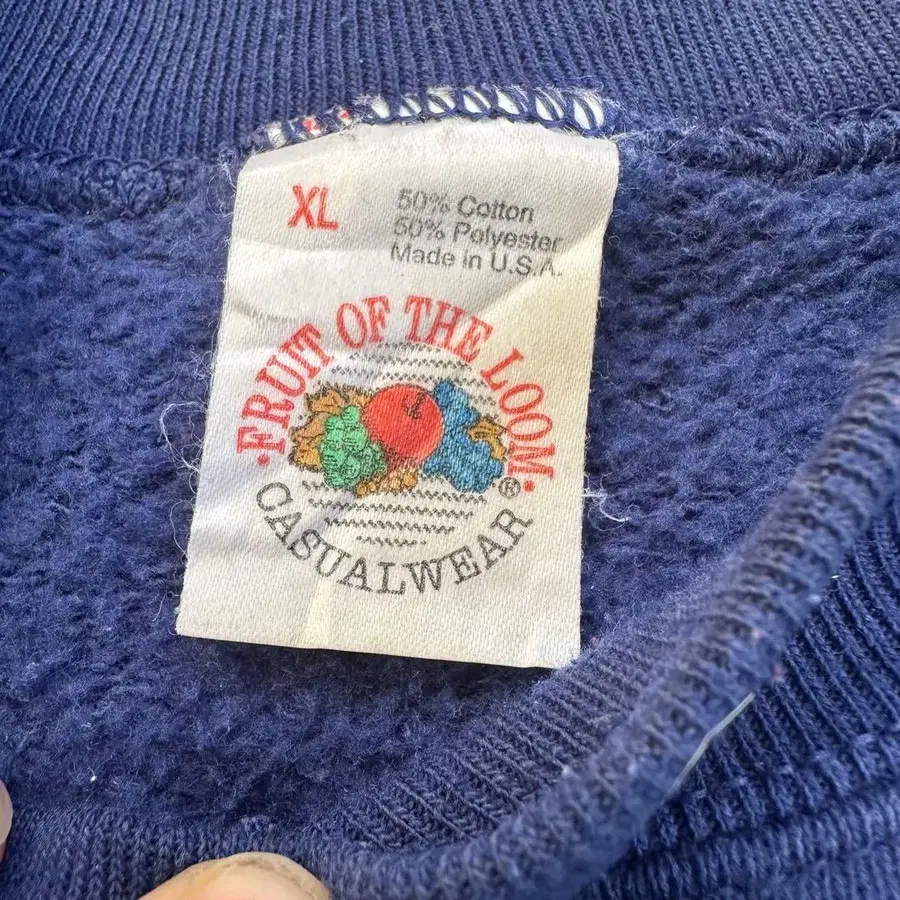 XL
50% Cotton
50% Polyester
Made in U.S.A.
·FRUIT OF THE LOOM·
®
CASUALWEAR